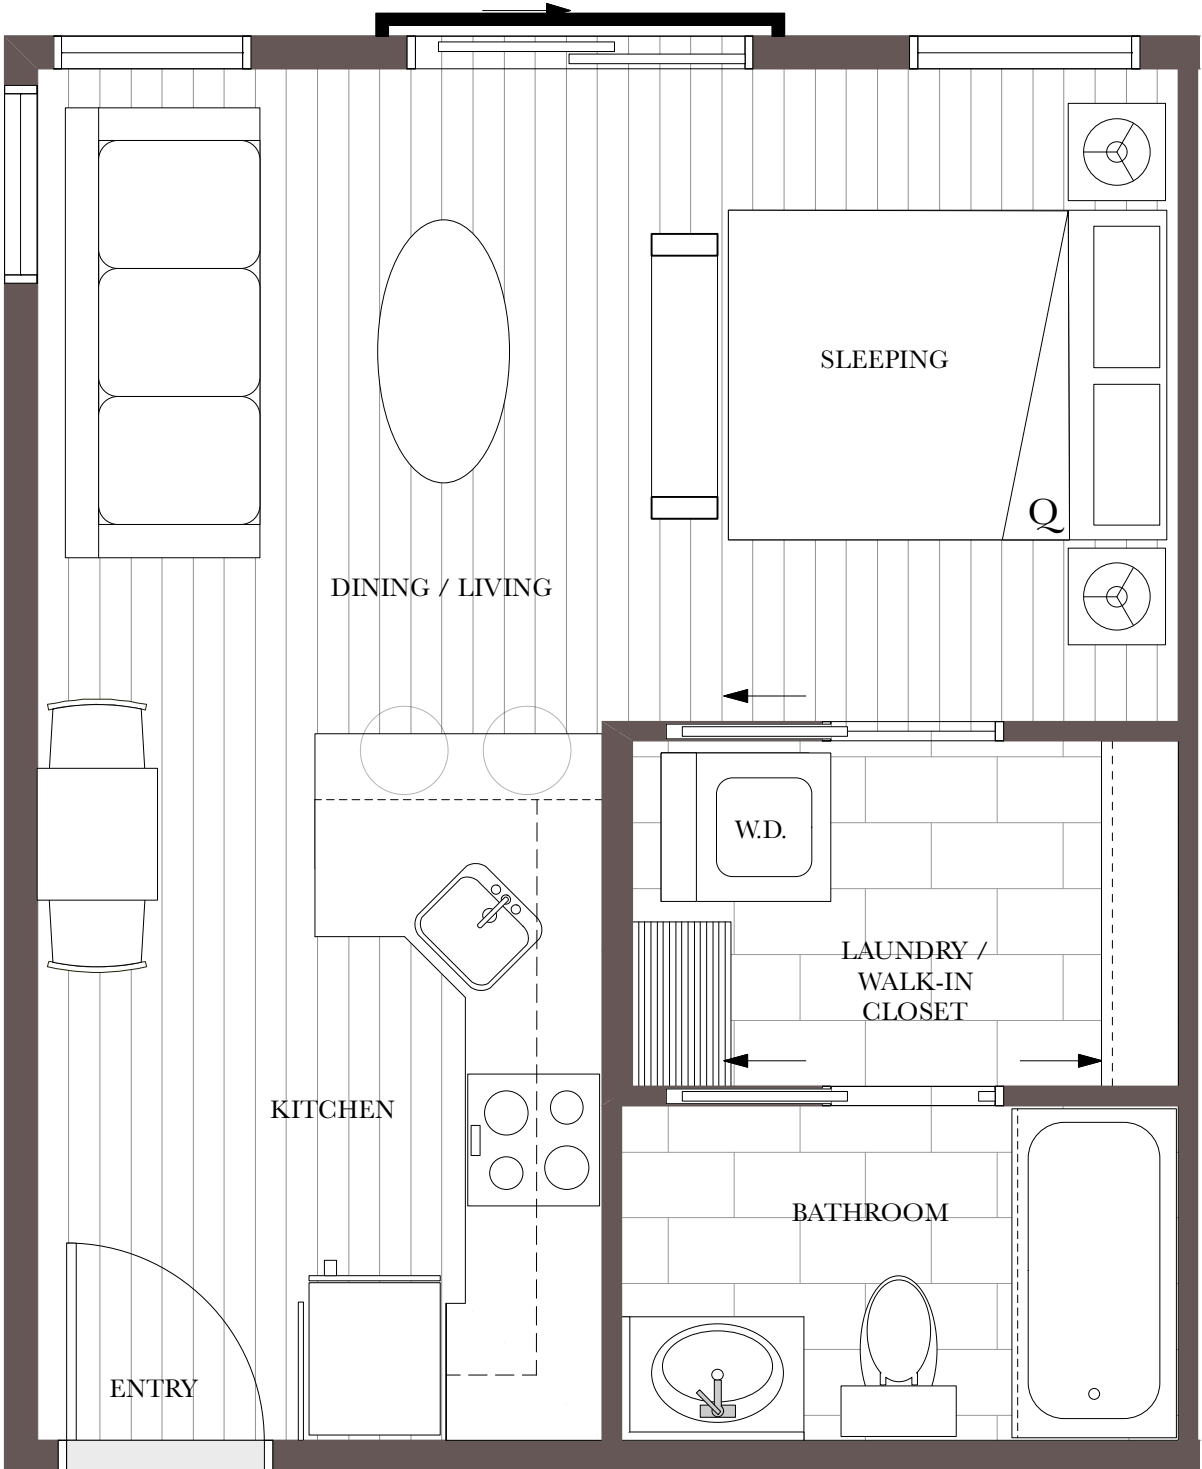 SLEEPING
Q
DINING / LIVING
W.D.
LAUNDRY /
WALK-IN
CLOSET
KITCHEN
BATHROOM
ENTRY